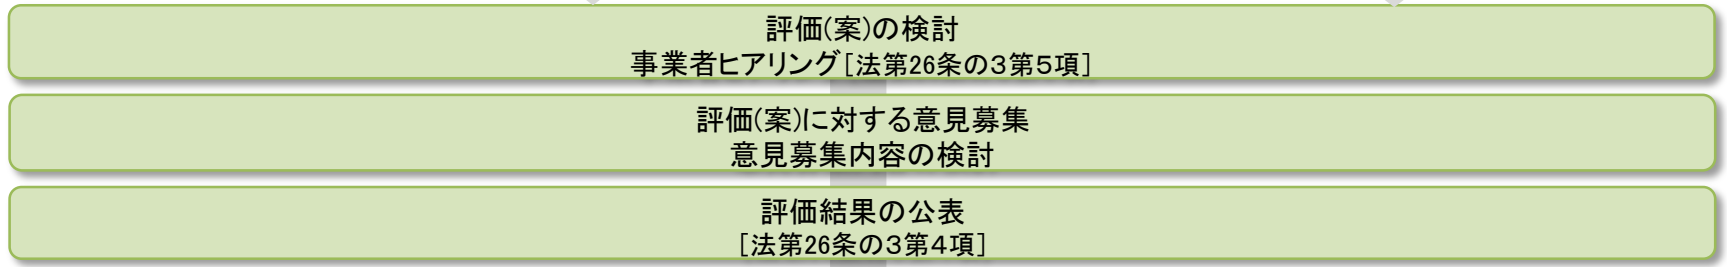 評価(案)の検討
事業者ヒアリング[法第26条の３第５項]
評価(案)に対する意見募集
意見募集内容の検討
評価結果の公表
[法第26条の３第４項]